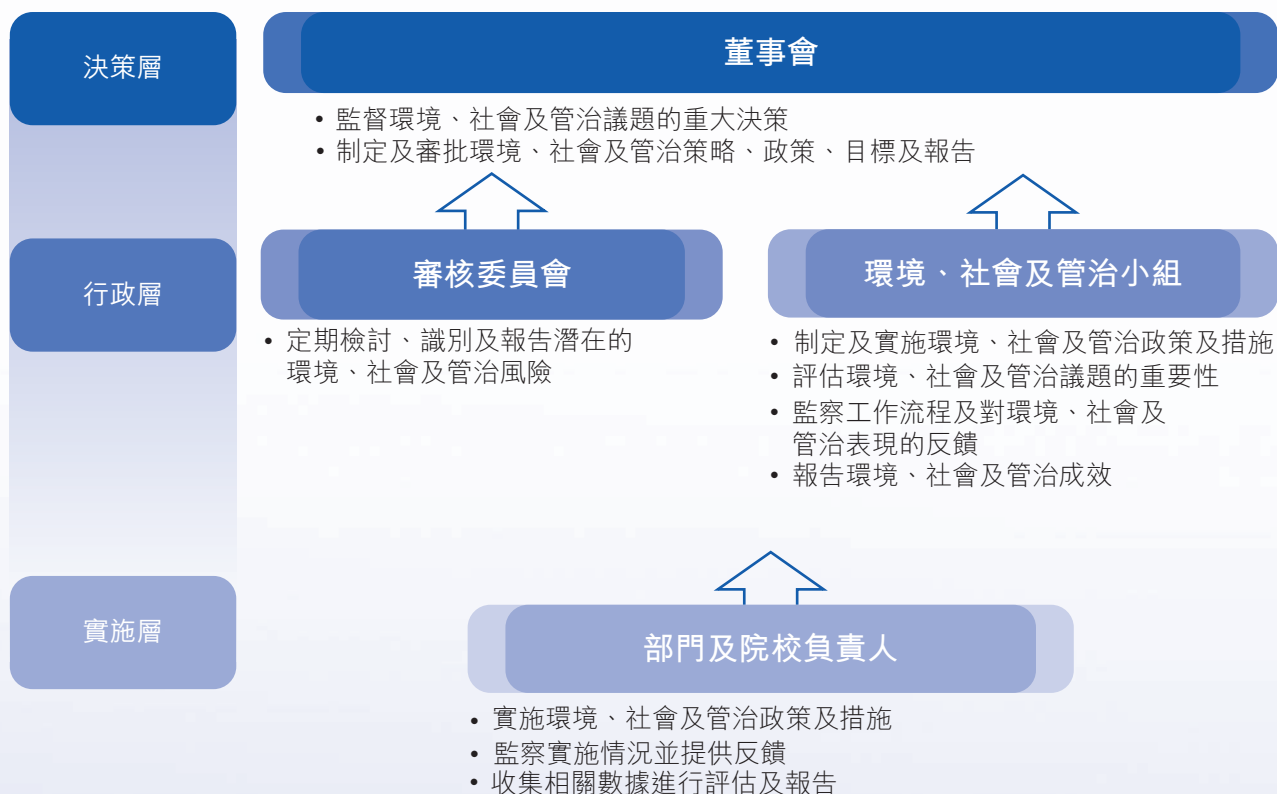 決策層
董事會
• 監督環境、社會及管治議題的重大決策
• 制定及審批環境、社會及管治策略、政策、目標及報告
行政層
審核委員會
• 定期檢討、識別及報告潛在的
環境、社會及管治風險
環境、社會及管治小組
• 制定及實施環境、社會及管治政策及措施
• 評估環境、社會及管治議題的重要性
• 監察工作流程及對環境、社會及
管治表現的反饋
• 報告環境、社會及管治成效
實施層
部門及院校負責人
• 實施環境、社會及管治政策及措施
• 監察實施情況並提供反饋
• 收集相關數據進行評估及報告